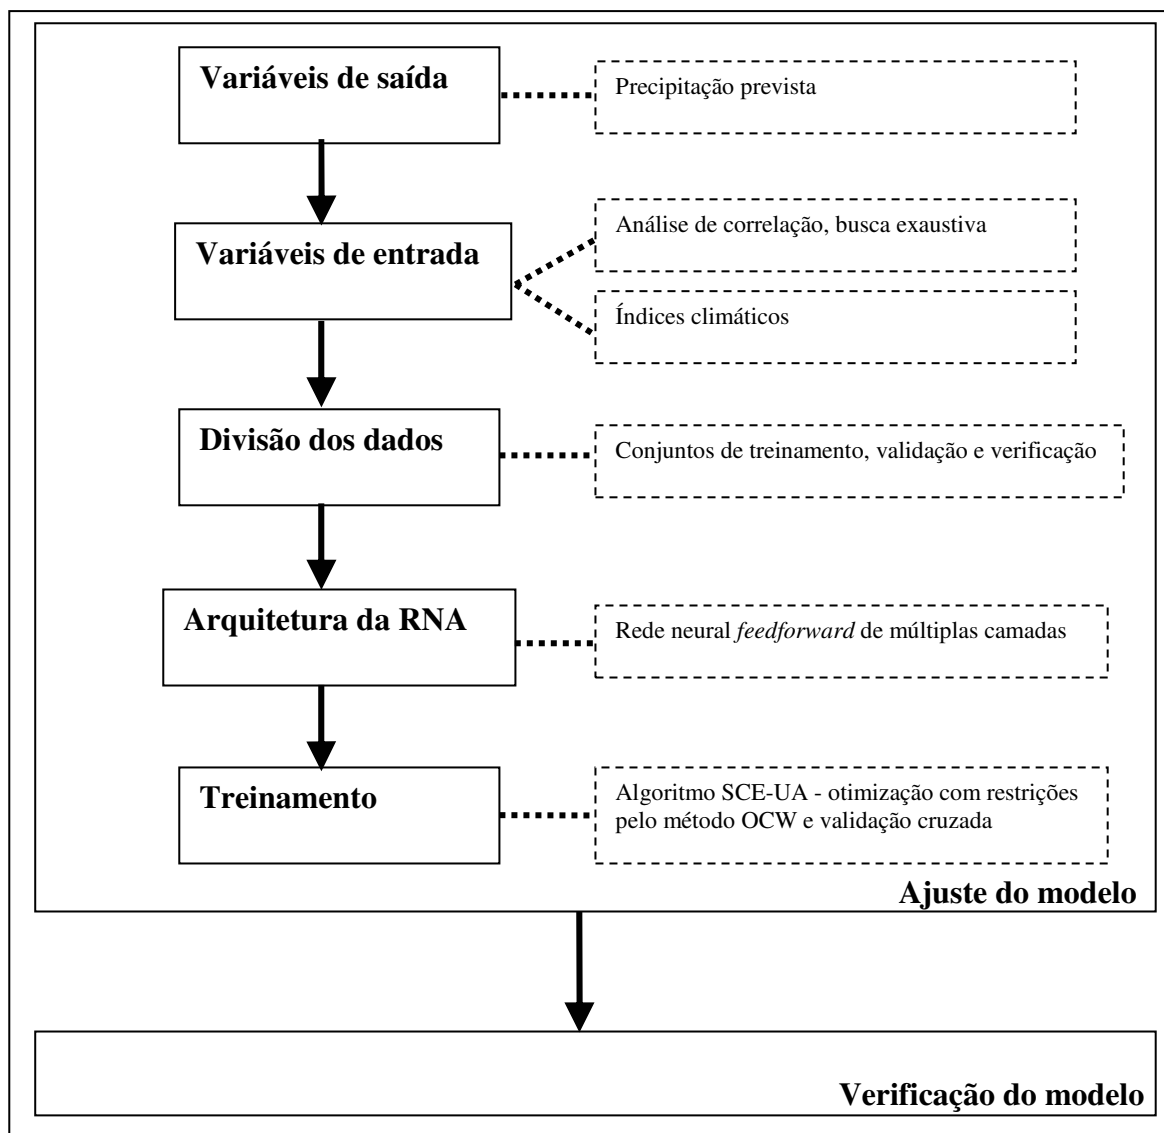 Variáveis de saída
Precipitação prevista
Variáveis de entrada
Análise de correlação, busca exaustiva
Índices climáticos
Divisão dos dados
Conjuntos de treinamento, validação e verificação
Arquitetura da RNA
Rede neural feedforward de múltiplas camadas
Treinamento
Algoritmo SCE-UA - otimização com restrições
pelo método OCW e validação cruzada
Ajuste do modelo
Verificação do modelo